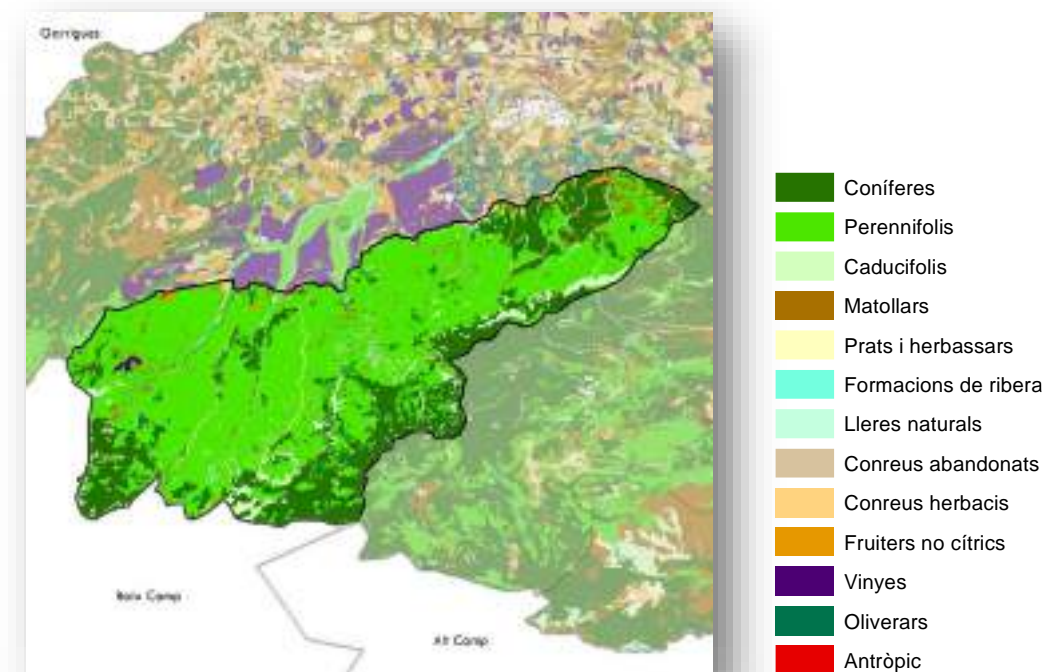 Garrigues
Coníferes
Perennifolis
Caducifolis
Matollars
Prats i herbassars
Formacions de ribera
Lleres naturals
Conreus abandonats
Conreus herbacis
Fruiters no cítrics
Vinyes
Oliverars
Antròpic
Baix Camp
Alt Camp